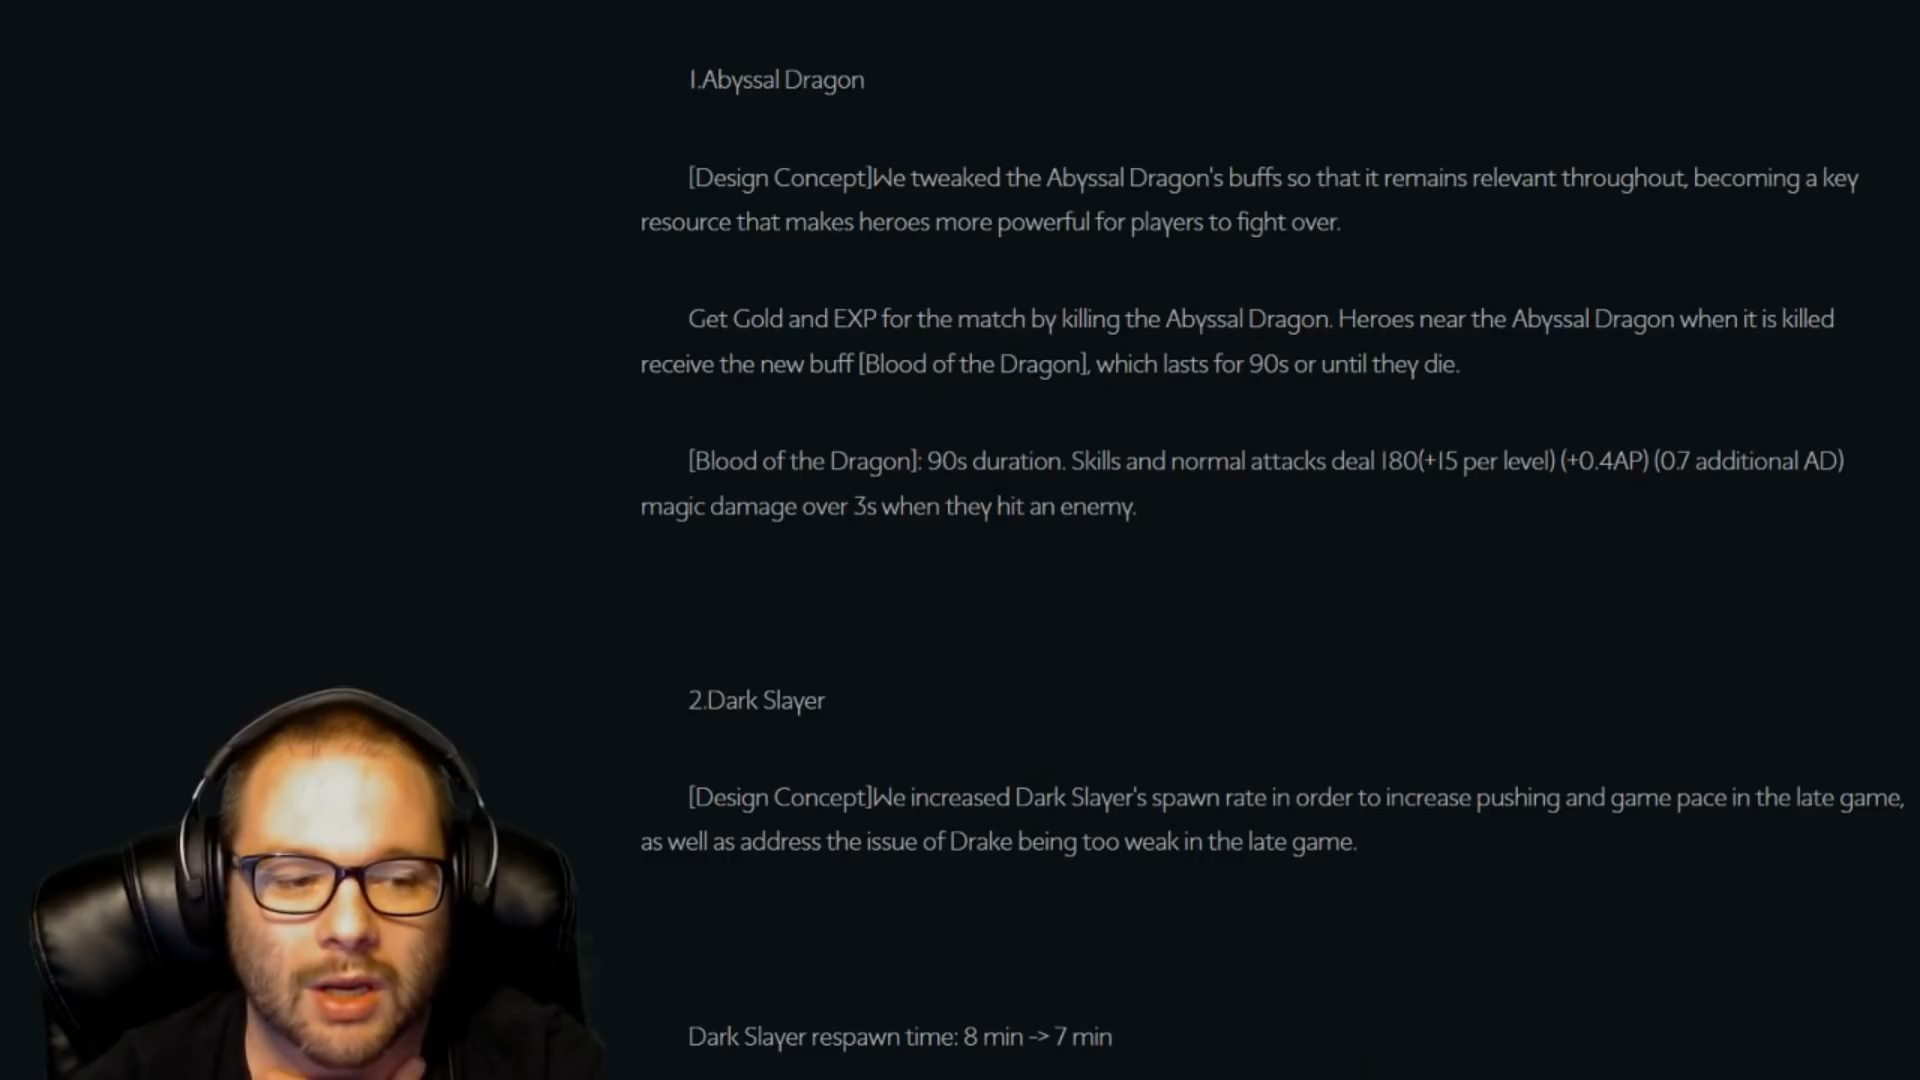 1.Abyssal Dragon
[Design Concept]We tweaked the Abyssal Dragon's buffs so that it remains relevant throughout, becoming a key
resource that makes heroes more powerful for players to fight over.
Get Gold and EXP for the match by killing the Abyssal Dragon. Heroes near the Abyssal Dragon when it is killed
receive the new buff [Blood of the Dragon], which lasts for 90s or until they die.
[Blood of the Dragon]: 90s duration. Skills and normal attacks deal 180(+15 per level) (+0.4AP) (0.7 additional AD)
magic damage over 3s when they hit an enemy.
2.Dark Slayer
[Design Concept]We increased Dark Slayer's spawn rate in order to increase pushing and game pace in the late game,
as well as address the issue of Drake being too weak in the late game.
Dark Slayer respawn time: 8 min -> 7 min